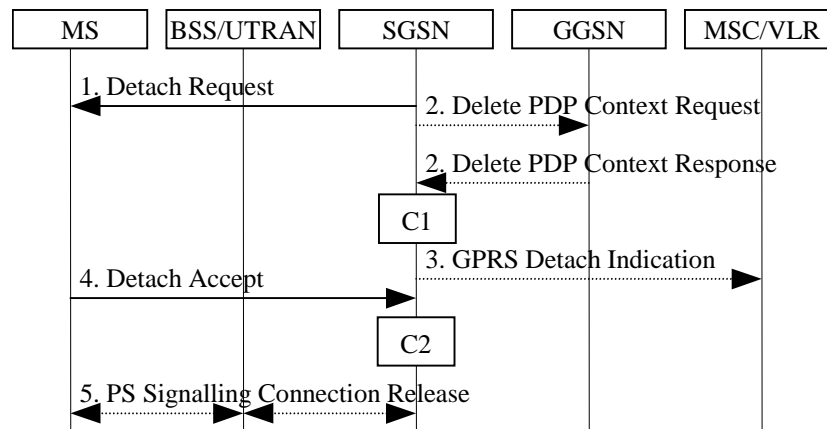 MS
BSS/UTRAN
SGSN
GGSN
MSC/VLR
1. Detach Request
2. Delete PDP Context Request
2. Delete PDP Context Response
C1
3. GPRS Detach Indication
4. Detach Accept
C2
5. PS Signalling Connection Release